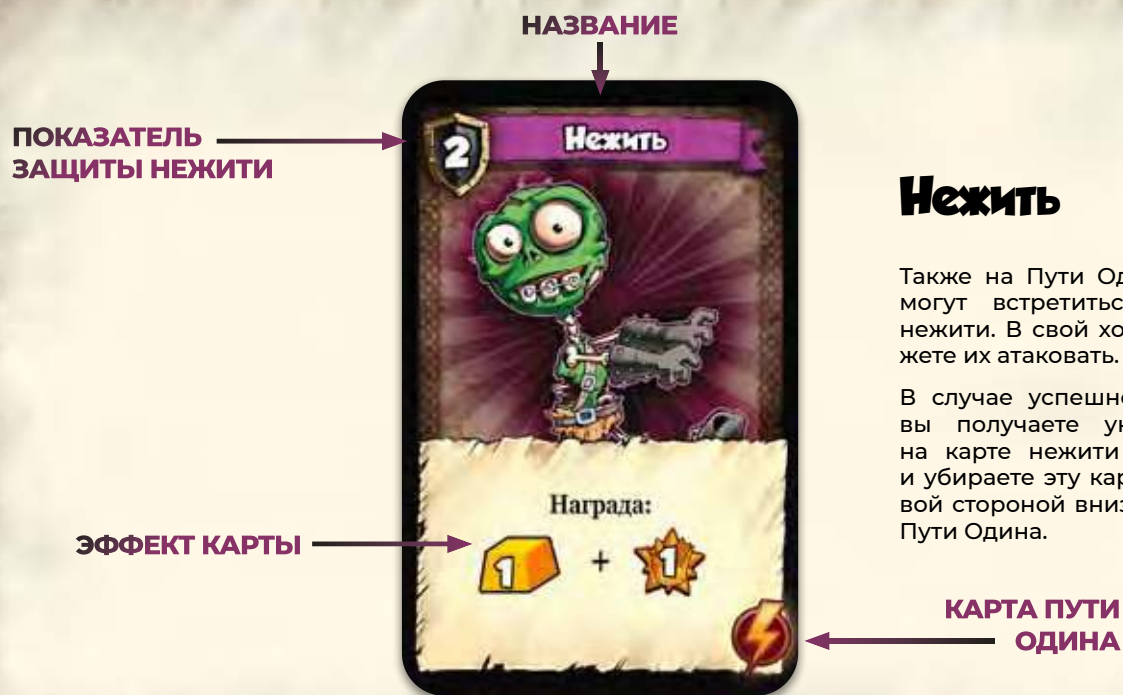 НАЗВАНИЕ
ПОКАЗАТЕЛЬ
ЗАЩИТЫ НЕЖИТИ
2
Нежить
Награда:
1 + 1
ЭФФЕКТ КАРТЫ
Нежить
Также на Пути Од
могут встретитьс
нежити. В свой хо
жете их атаковать.
В случае успешно
вы получаете ук
на карте нежити
и убираете эту кар
вой стороной вниз
Пути Одина.
КАРТА ПУТИ
ОДИНА